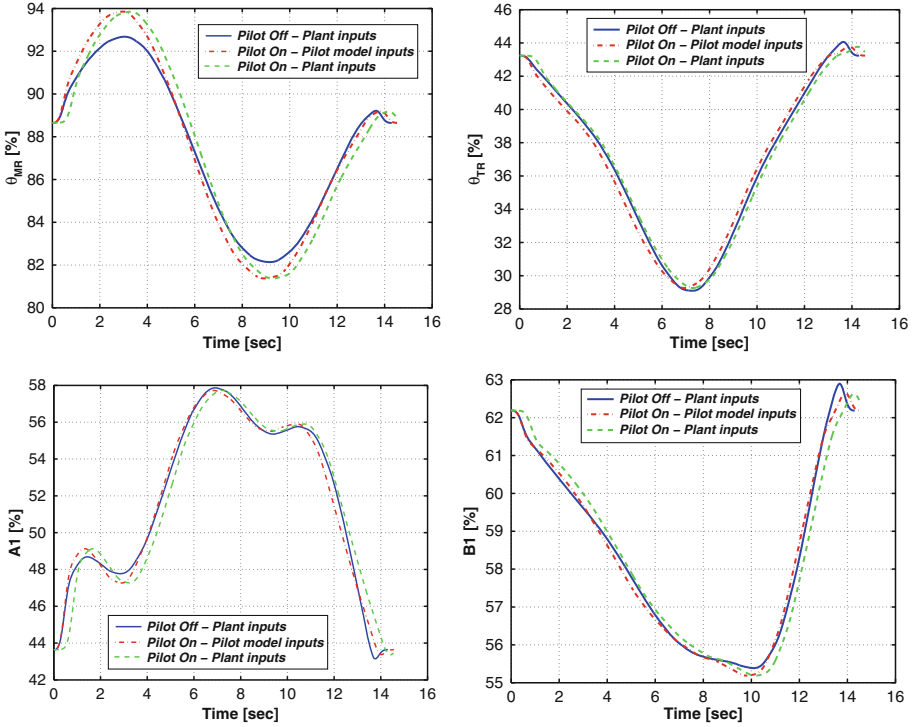 94
92
90
88
86
84
82
80
θMR [%]
Pilot Off – Plant inputs
Pilot On – Pilot model inputs
Pilot On – Plant inputs
0 2 4 6 8 10 12 14 16
Time [sec]
48
44
40
36
32
28
θTR [%]
Pilot Off – Plant inputs
Pilot On – Pilot model inputs
Pilot On – Plant inputs
0 2 4 6 8 10 12 14 16
Time [sec]
58
56
54
52
50
48
46
44
42
A1 [%]
Pilot Off – Plant inputs
Pilot On – Pilot model inputs
Pilot On – Plant inputs
0 2 4 6 8 10 12 14 16
Time [sec]
63
62
61
60
59
58
57
56
55
B1 [%]
Pilot Off – Plant inputs
Pilot On – Pilot model inputs
Pilot On – Plant inputs
0 2 4 6 8 10 12 14 16
Time [sec]